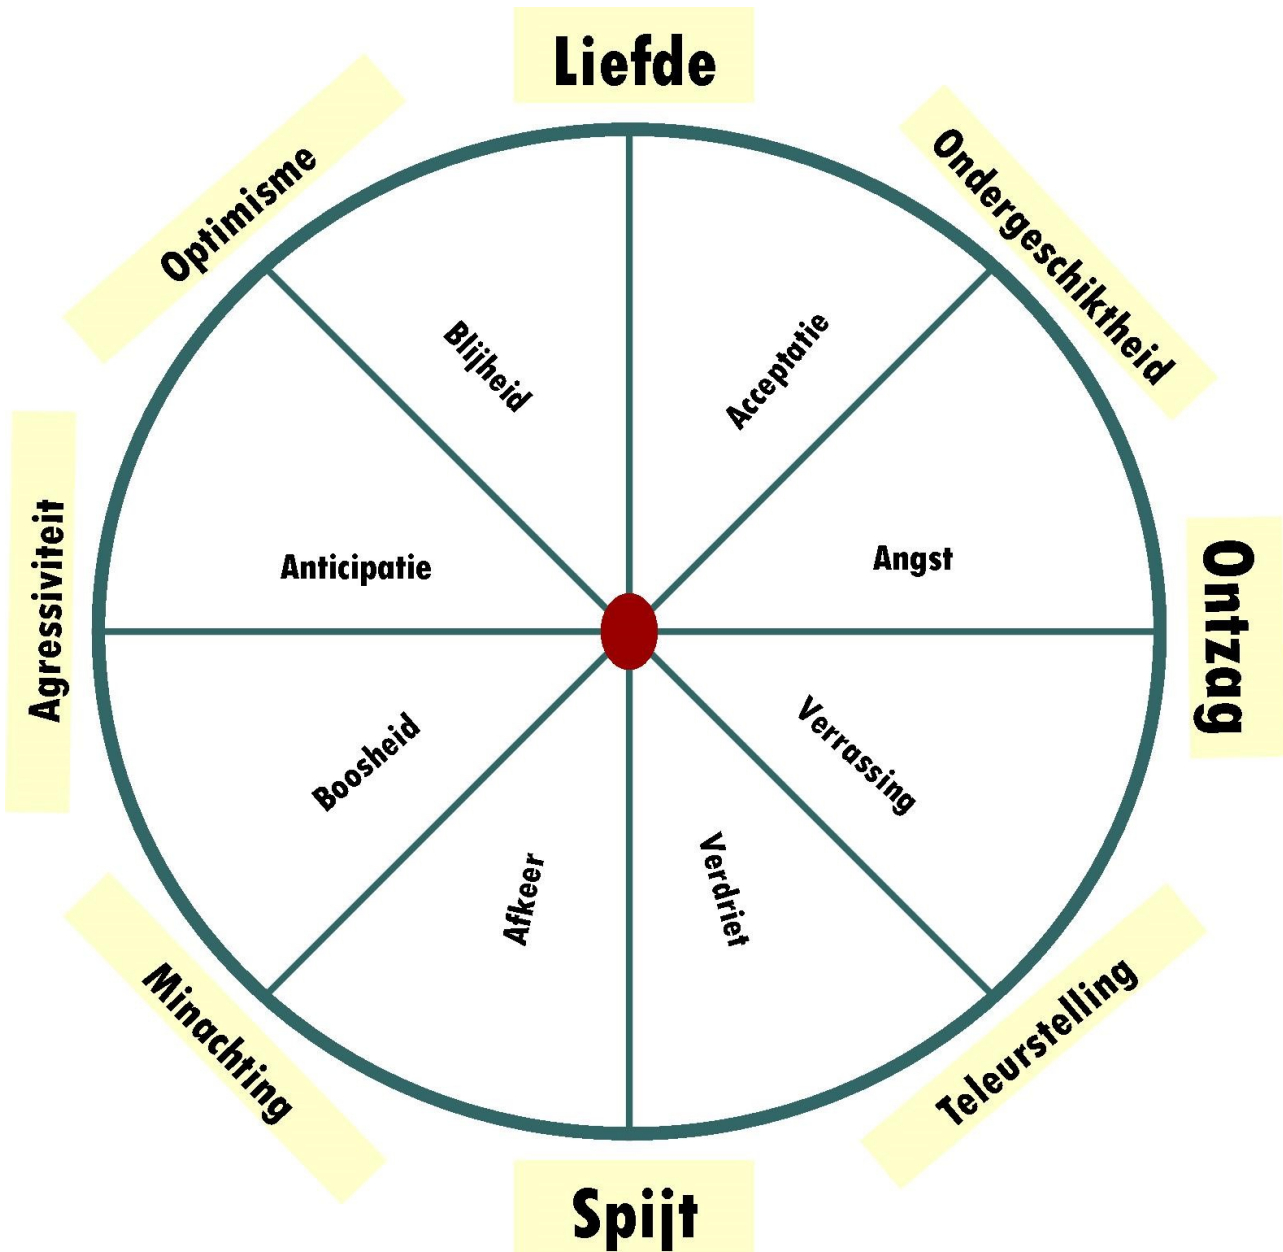 Liefde
Optimisme
Ondergeschiktheid
Blijheid
Acceptatie
Agressiviteit
Anticipatie
Angst
Ontzag
Boosheid
Verrassing
Afkeer
Verdriet
Minachting
Teleurstelling
Spijt